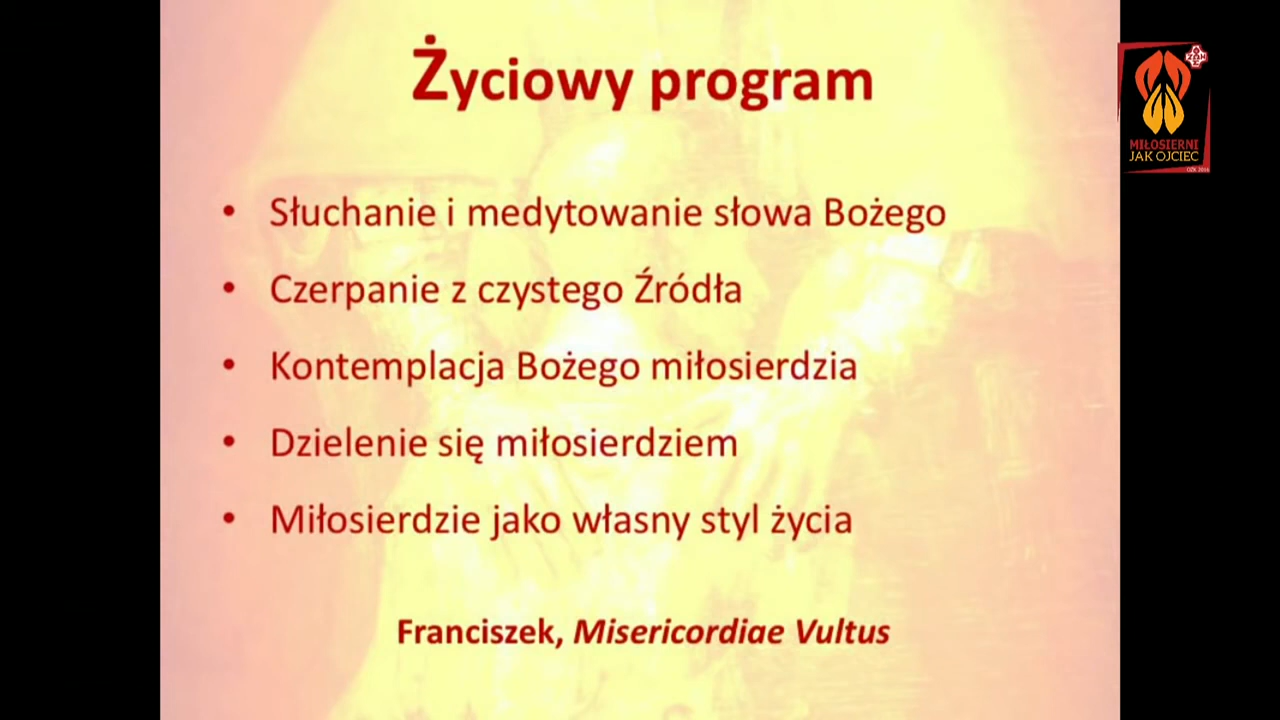 Życiowy program
• Słuchanie i medytowanie słowa Bożego
• Czerpanie z czystego Źródła
• Kontemplacja Bożego miłosierdzia
• Dzielenie się miłosierdziem
• Miłosierdzie jako własny styl życia
Franciszek, Misericordiae Vultus
MIŁOSIERNI
JAK OJCIEC